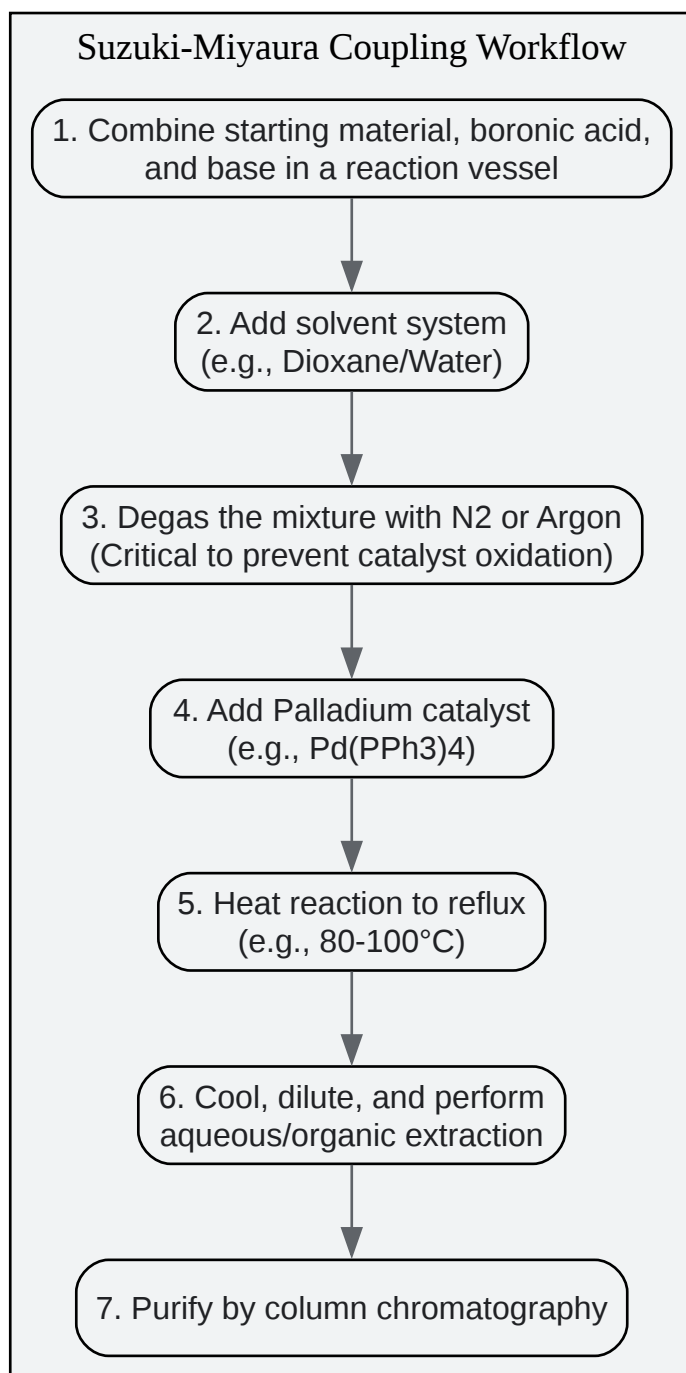 Suzuki-Miyaura Coupling Workflow
1. Combine starting material, boronic acid,
and base in a reaction vessel
2. Add solvent system
(e.g., Dioxane/Water)
3. Degas the mixture with N2 or Argon
(Critical to prevent catalyst oxidation)
4. Add Palladium catalyst
(e.g., Pd(PPh3)4)
5. Heat reaction to reflux
(e.g., 80-100°C)
6. Cool, dilute, and perform
aqueous/organic extraction
7. Purify by column chromatography